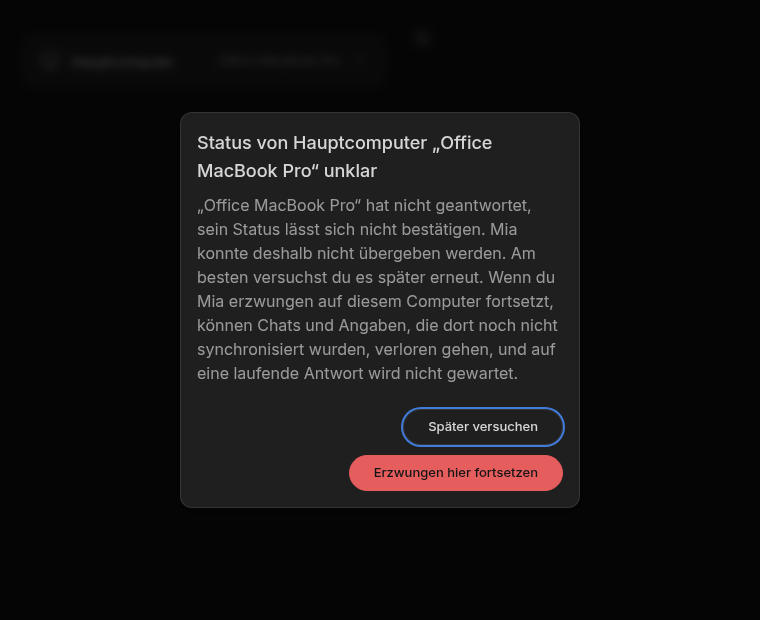 Status von Hauptcomputer „Office
MacBook Pro“ unklar
„Office MacBook Pro“ hat nicht geantwortet,
sein Status lässt sich nicht bestätigen. Mia
konnte deshalb nicht übergeben werden. Am
besten versuchst du es später erneut. Wenn du
Mia erzwungen auf diesem Computer fortsetzt,
können Chats und Angaben, die dort noch nicht
synchronisiert wurden, verloren gehen, und auf
eine laufende Antwort wird nicht gewartet.
Später versuchen
Erzwungen hier fortsetzen